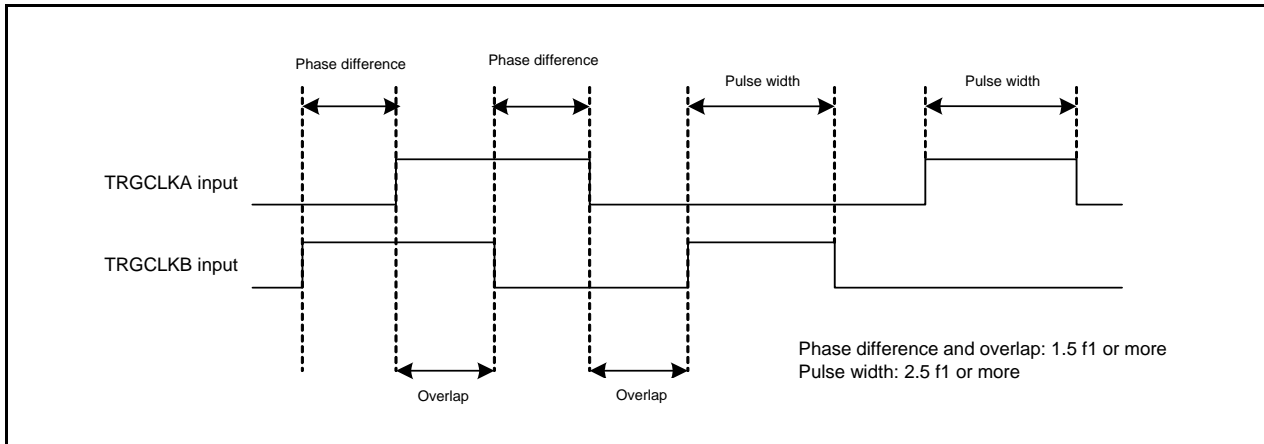 Phase difference
Phase difference
Pulse width
Pulse width
TRGCLKA input
TRGCLKB input
Overlap
Overlap
Phase difference and overlap: 1.5 f1 or more
Pulse width: 2.5 f1 or more